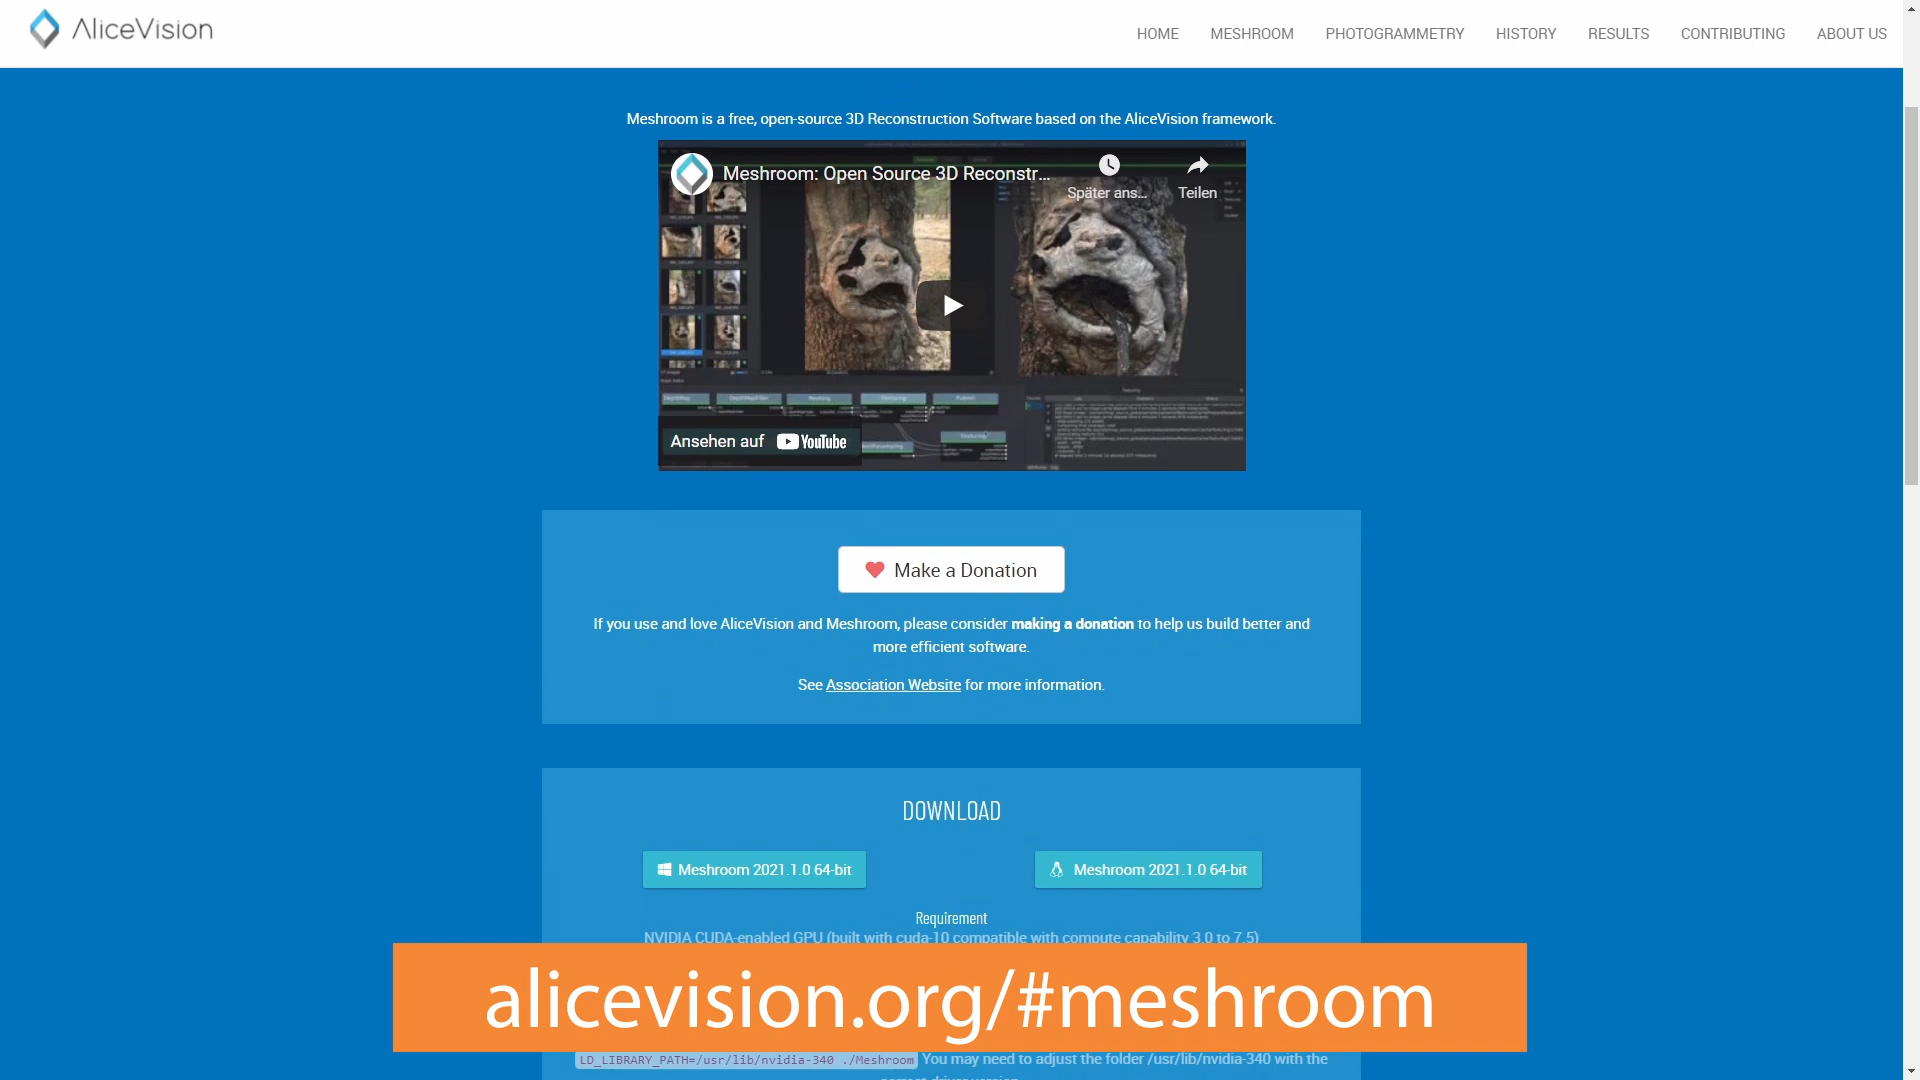 AliceVision
HOME MESHROOM PHOTOGRAMMETRY HISTORY RESULTS CONTRIBUTING ABOUT US
Meshroom is a free, open-source 3D Reconstruction Software based on the AliceVision framework.
Meshroom: Open Source 3D Reconstr...
Später ans... Teilen
Ansehen auf YouTube
Make a Donation
If you use and love AliceVision and Meshroom, please consider making a donation to help us build better and
more efficient software.
See Association Website for more information.
DOWNLOAD
Meshroom 2021.1.0 64-bit Meshroom 2021.1.0 64-bit
Requirement
NVIDIA CUDA-enabled GPU (built with cuda-10 compatible with compute capability 3.0 to 7.5)
alicevision.org/#meshroom
LD_LIBRARY_PATH=/usr/lib/nvidia-340 ./Meshroom You may need to adjust the folder /usr/lib/nvidia-340 with the